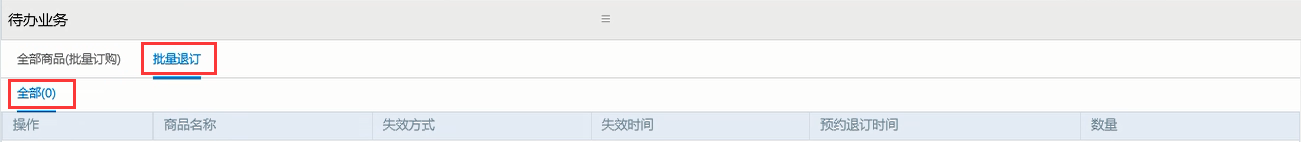 待办业务
全部商品(批量订购) 批量退订
全部(0)
操作 商品名称 失效方式 失效时间 预约退订时间 数量